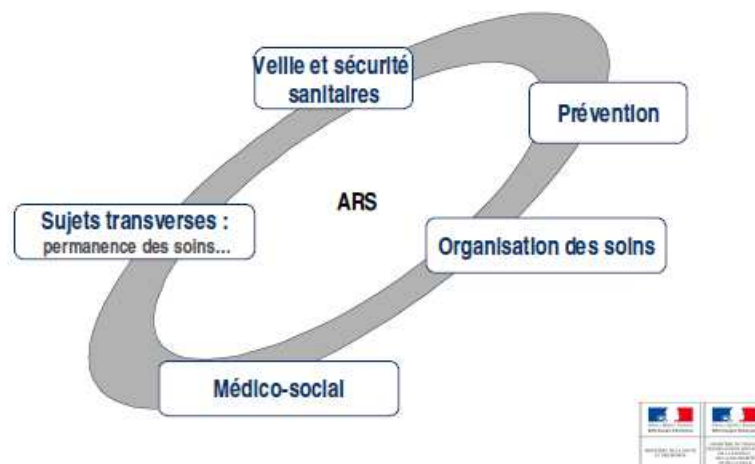 Veille et sécurité
sanitaires
Prévention
ARS
Sujets transverses :
permanence des soins...
Organisation des soins
Médico-social